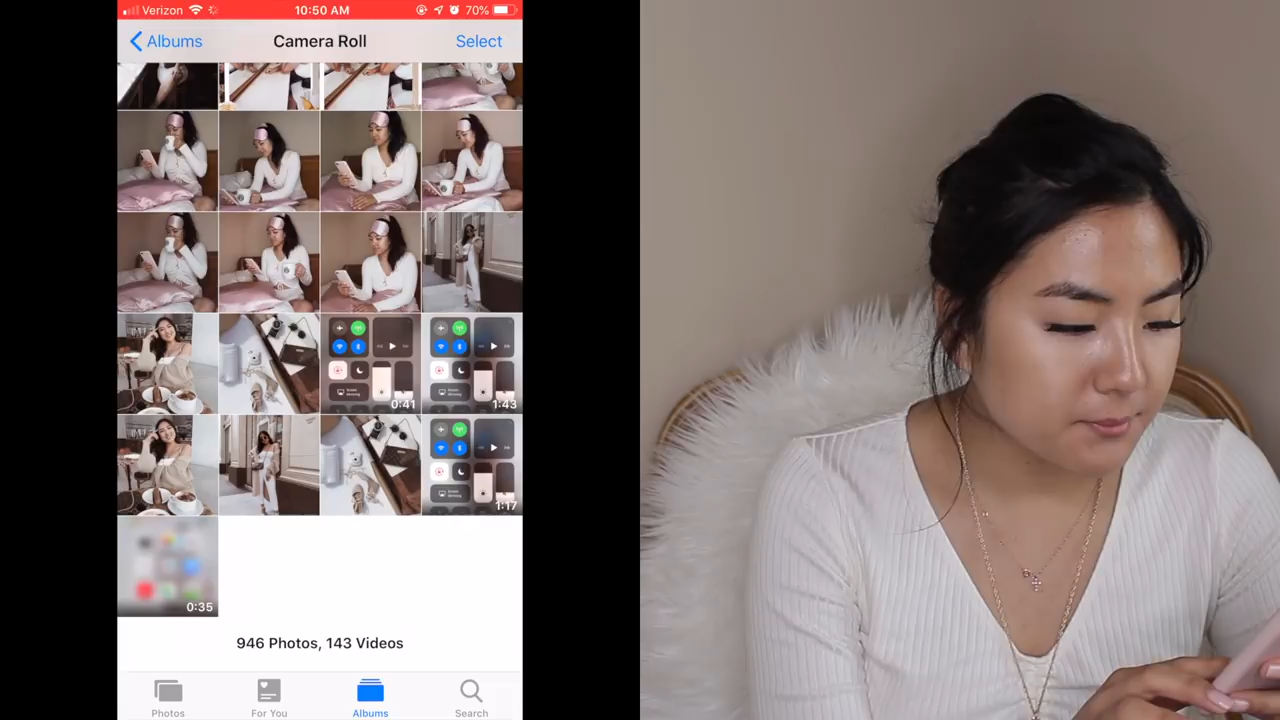 Verizon 10:50 AM 70%
Albums Camera Roll Select
0:41 1:43
1:17
0:35
946 Photos, 143 Videos
Photos For You Albums Search